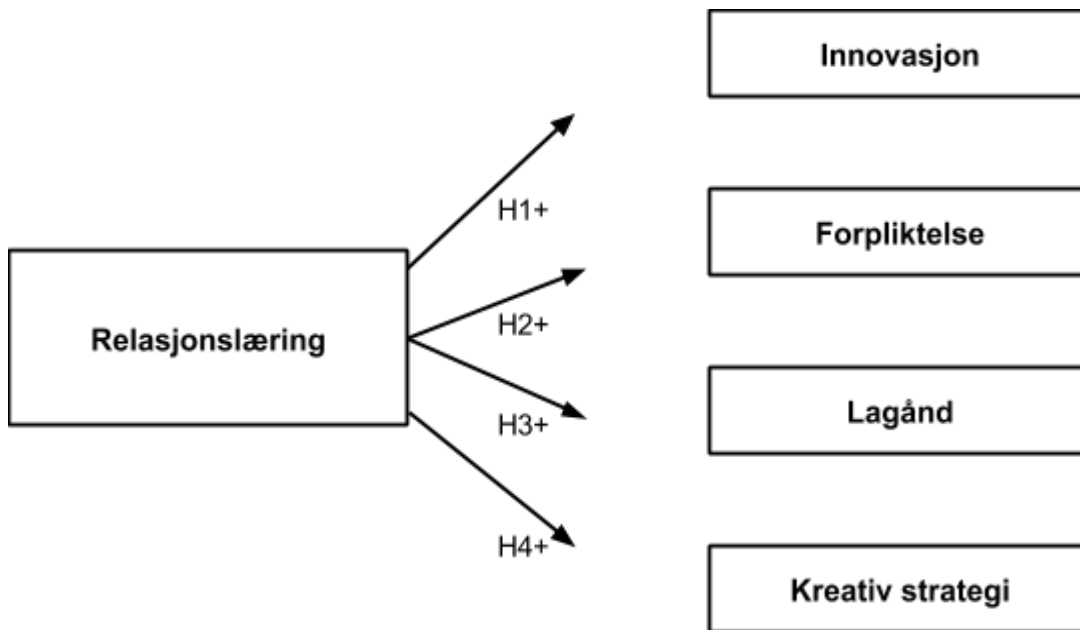 Innovasjon
H1+
Forpliktelse
Relasjonslæring
H2+
Lagånd
H3+
H4+
Kreativ strategi